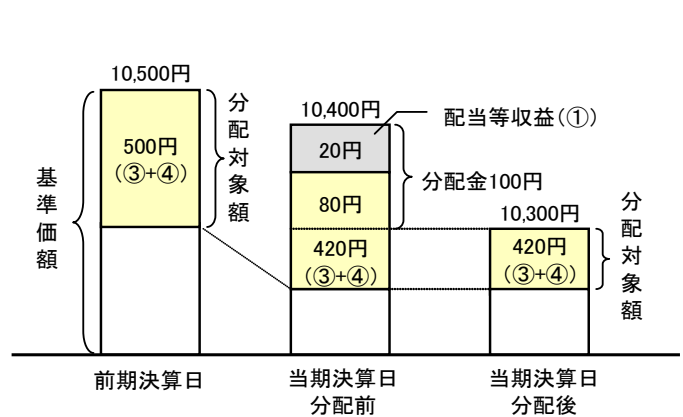 10,500円
分配対象額
500円
(③+④)
基準価額
前期決算日
10,400円
配当等収益(①)
20円
分配金100円
80円
420円
(③+④)
当期決算日
分配前
10,300円
分配対象額
420円
(③+④)
当期決算日
分配後